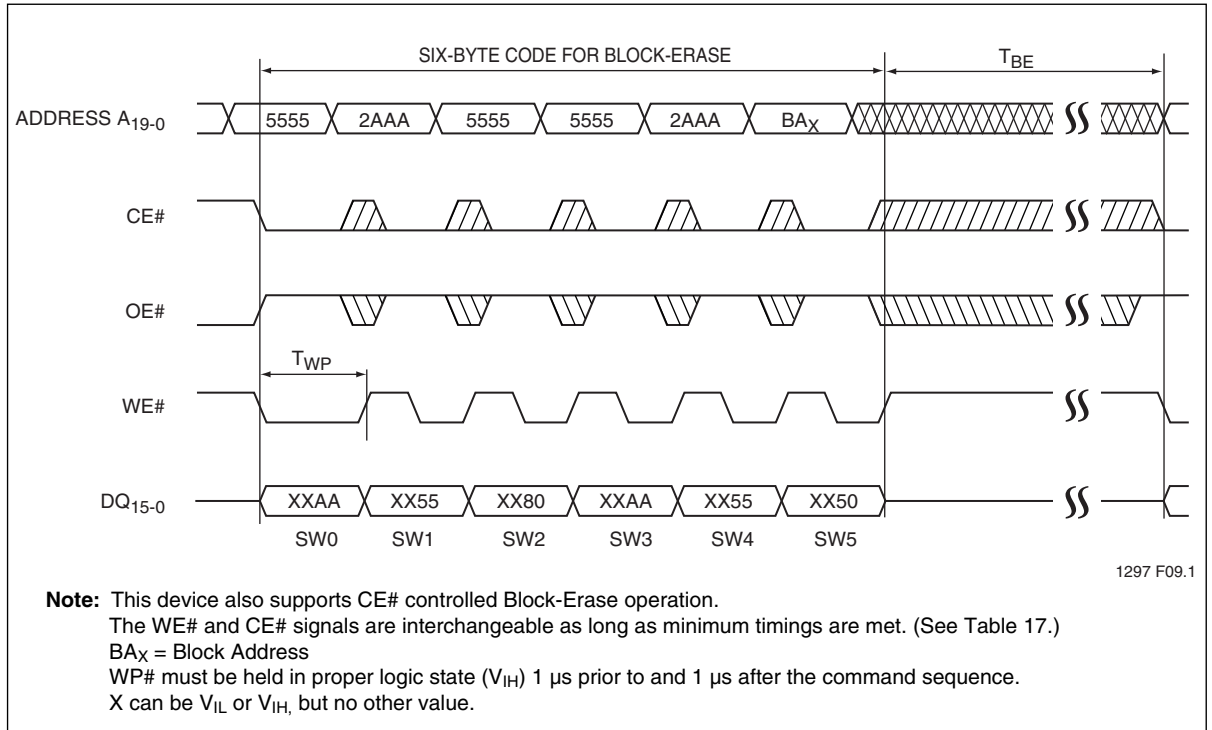 SIX-BYTE CODE FOR BLOCK-ERASE
TBE
ADDRESS A19-0
5555 2AAA 5555 5555 2AAA BAX
CE#
OE#
TWP
WE#
DQ15-0
XXAA XX55 XX80 XXAA XX55 XX50
SW0 SW1 SW2 SW3 SW4 SW5
1297 F09.1
Note: This device also supports CE# controlled Block-Erase operation.
The WE# and CE# signals are interchangeable as long as minimum timings are met. (See Table 17.)
BAX = Block Address
WP# must be held in proper logic state (VIH) 1 µs prior to and 1 µs after the command sequence.
X can be VIL or VIH, but no other value.